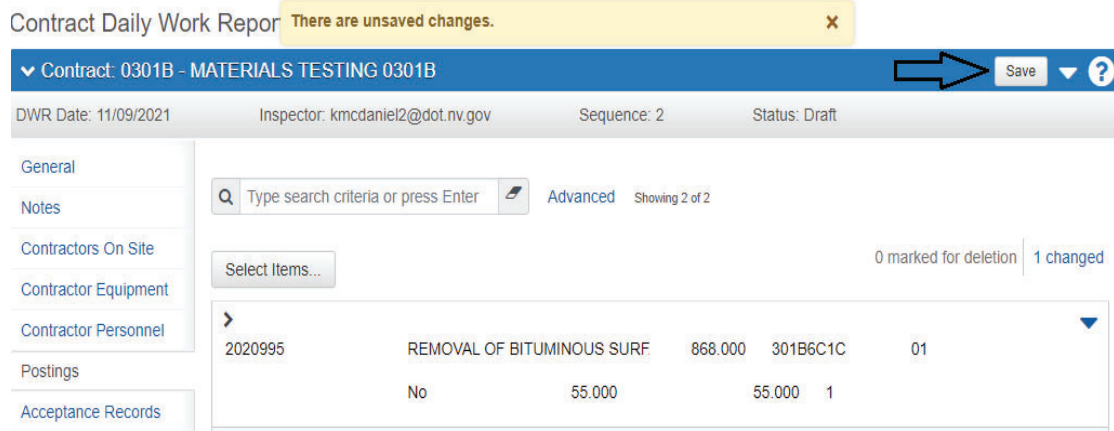 Contract Daily Work Repor
There are unsaved changes. ×
Contract: 0301B - MATERIALS TESTING 0301B Save ?
DWR Date: 11/09/2021 Inspector: kmcdaniel2@dot.nv.gov Sequence: 2 Status: Draft
General
Notes
Contractors On Site
Contractor Equipment
Contractor Personnel
Postings
Acceptance Records
Type search criteria or press Enter Advanced Showing 2 of 2
Select Items... 0 marked for deletion 1 changed
2020995 REMOVAL OF BITUMINOUS SURF. 868.000 301B6C1C 01
No 55.000 55.000 1